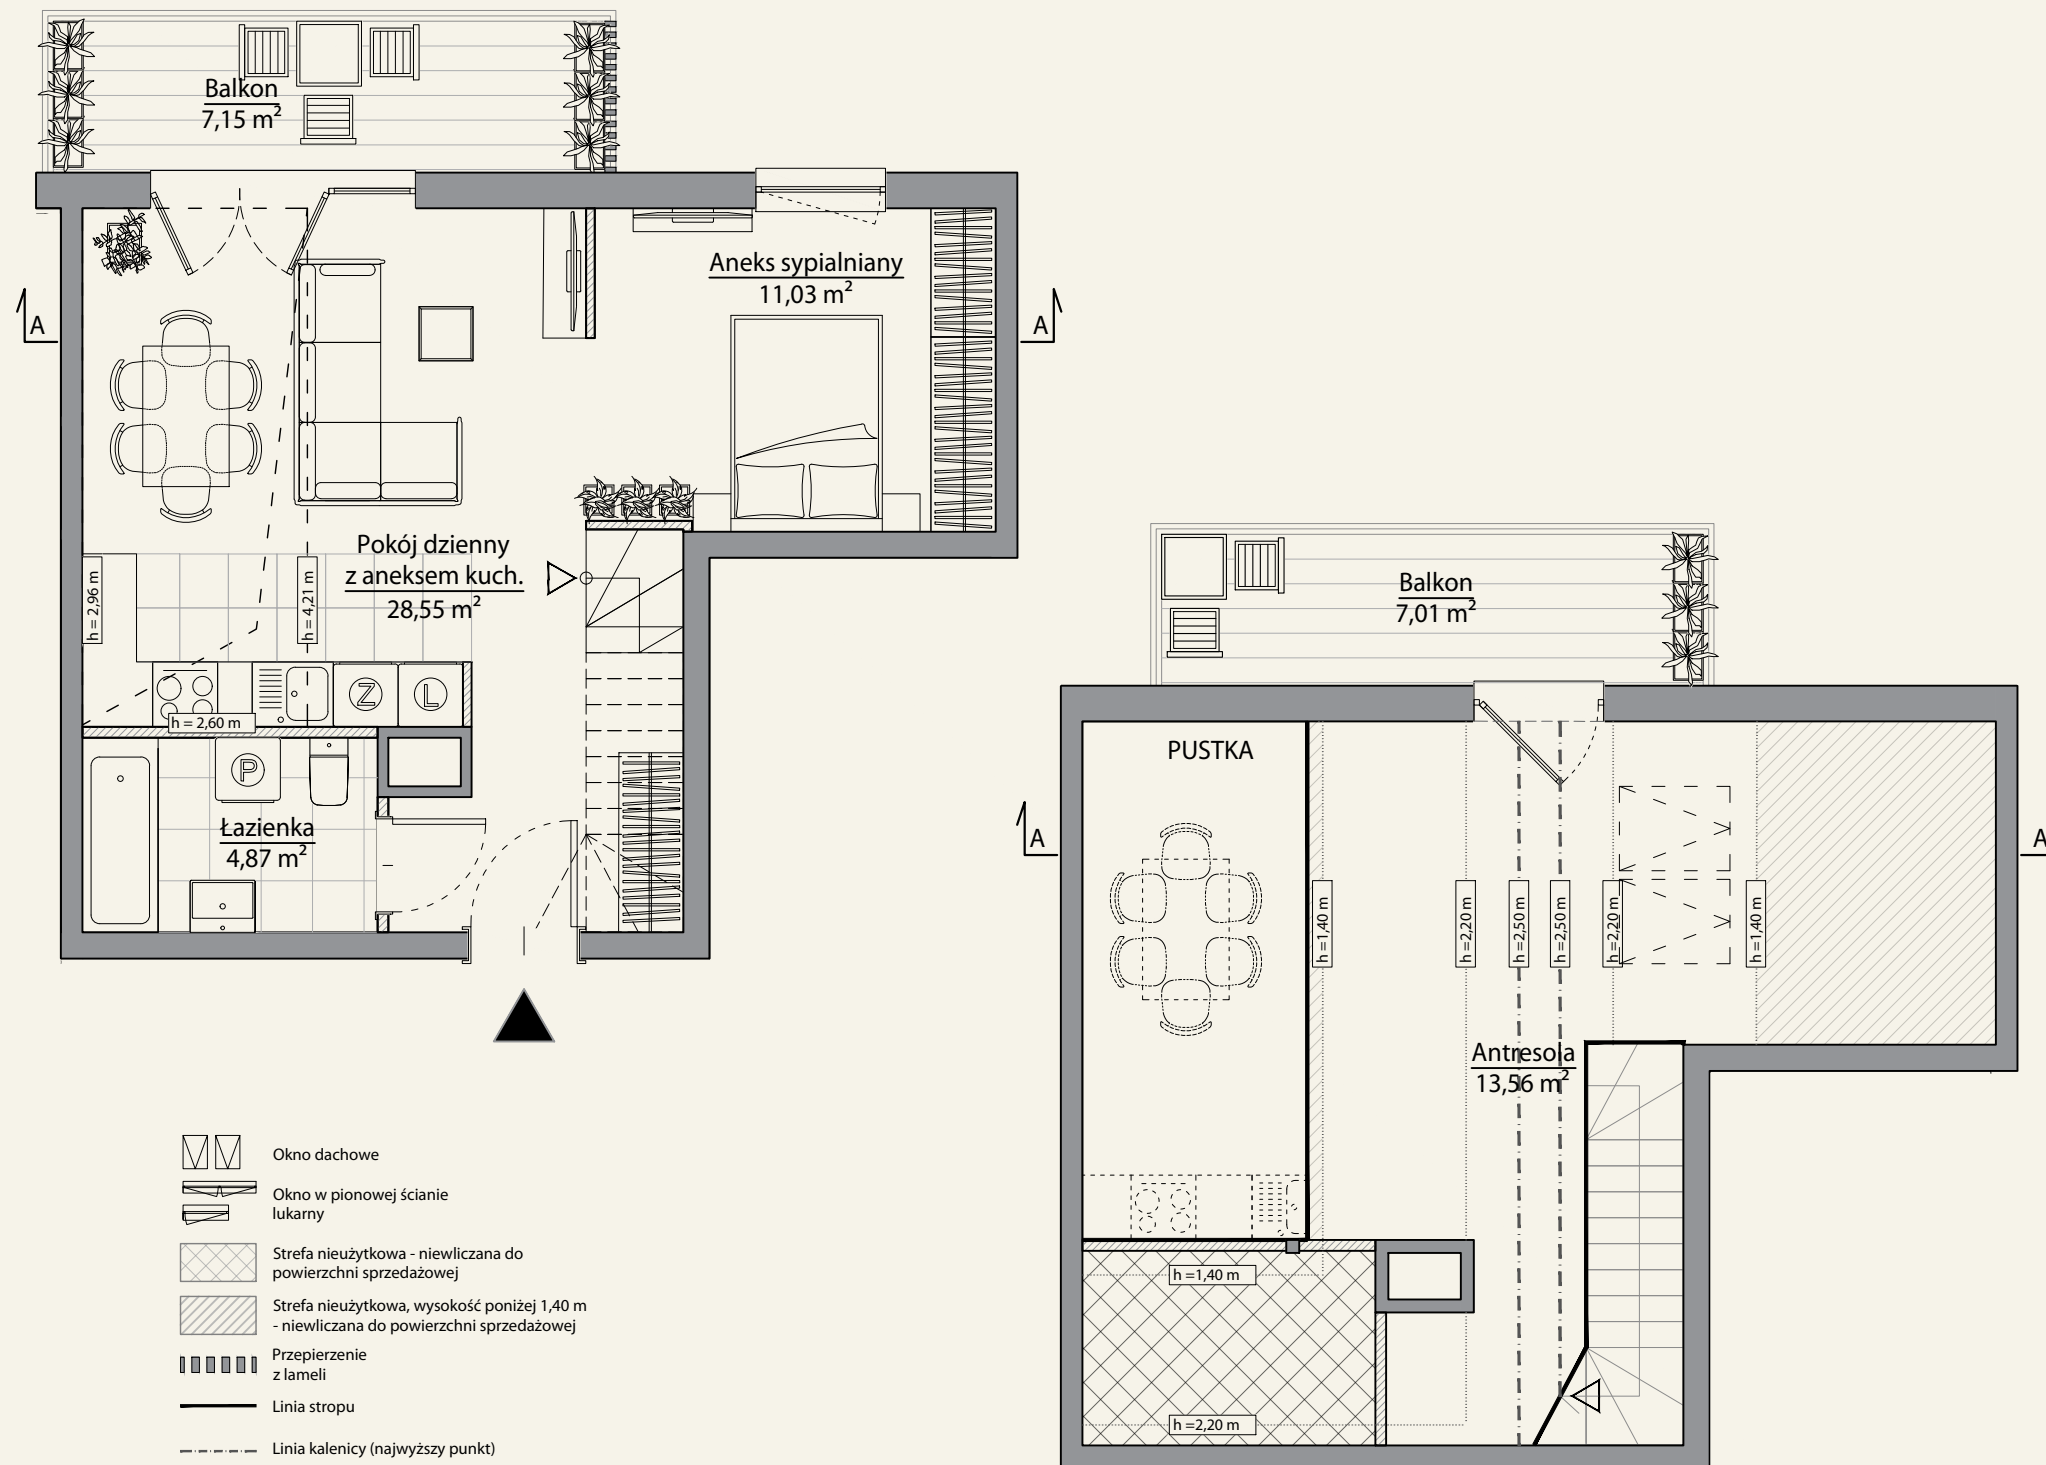 Balkon
7,15 m²
Aneks sypialniany
11,03 m²
A
A
Pokój dzienny
z aneksem kuch.
28,55 m²
h = 2,96 m
h = 4,21 m
Z
L
h = 2,60 m
P
Łazienka
4,87 m²
Balkon
7,01 m²
PUSTKA
A
A
h =1,40 m
h =2,20 m
h =2,50 m
h =2,50 m
h =2,20 m
h =1,40 m
Antresola
13,56 m²
h =1,40 m
h =2,20 m
Okno dachowe
Okno w pionowej ścianie
lukarny
Strefa nieużytkowa - niewliczana do
powierzchni sprzedażowej
Strefa nieużytkowa, wysokość poniżej 1,40 m
- niewliczana do powierzchni sprzedażowej
Przepierzenie
z lameli
Linia stropu
Linia kalenicy (najwyższy punkt)